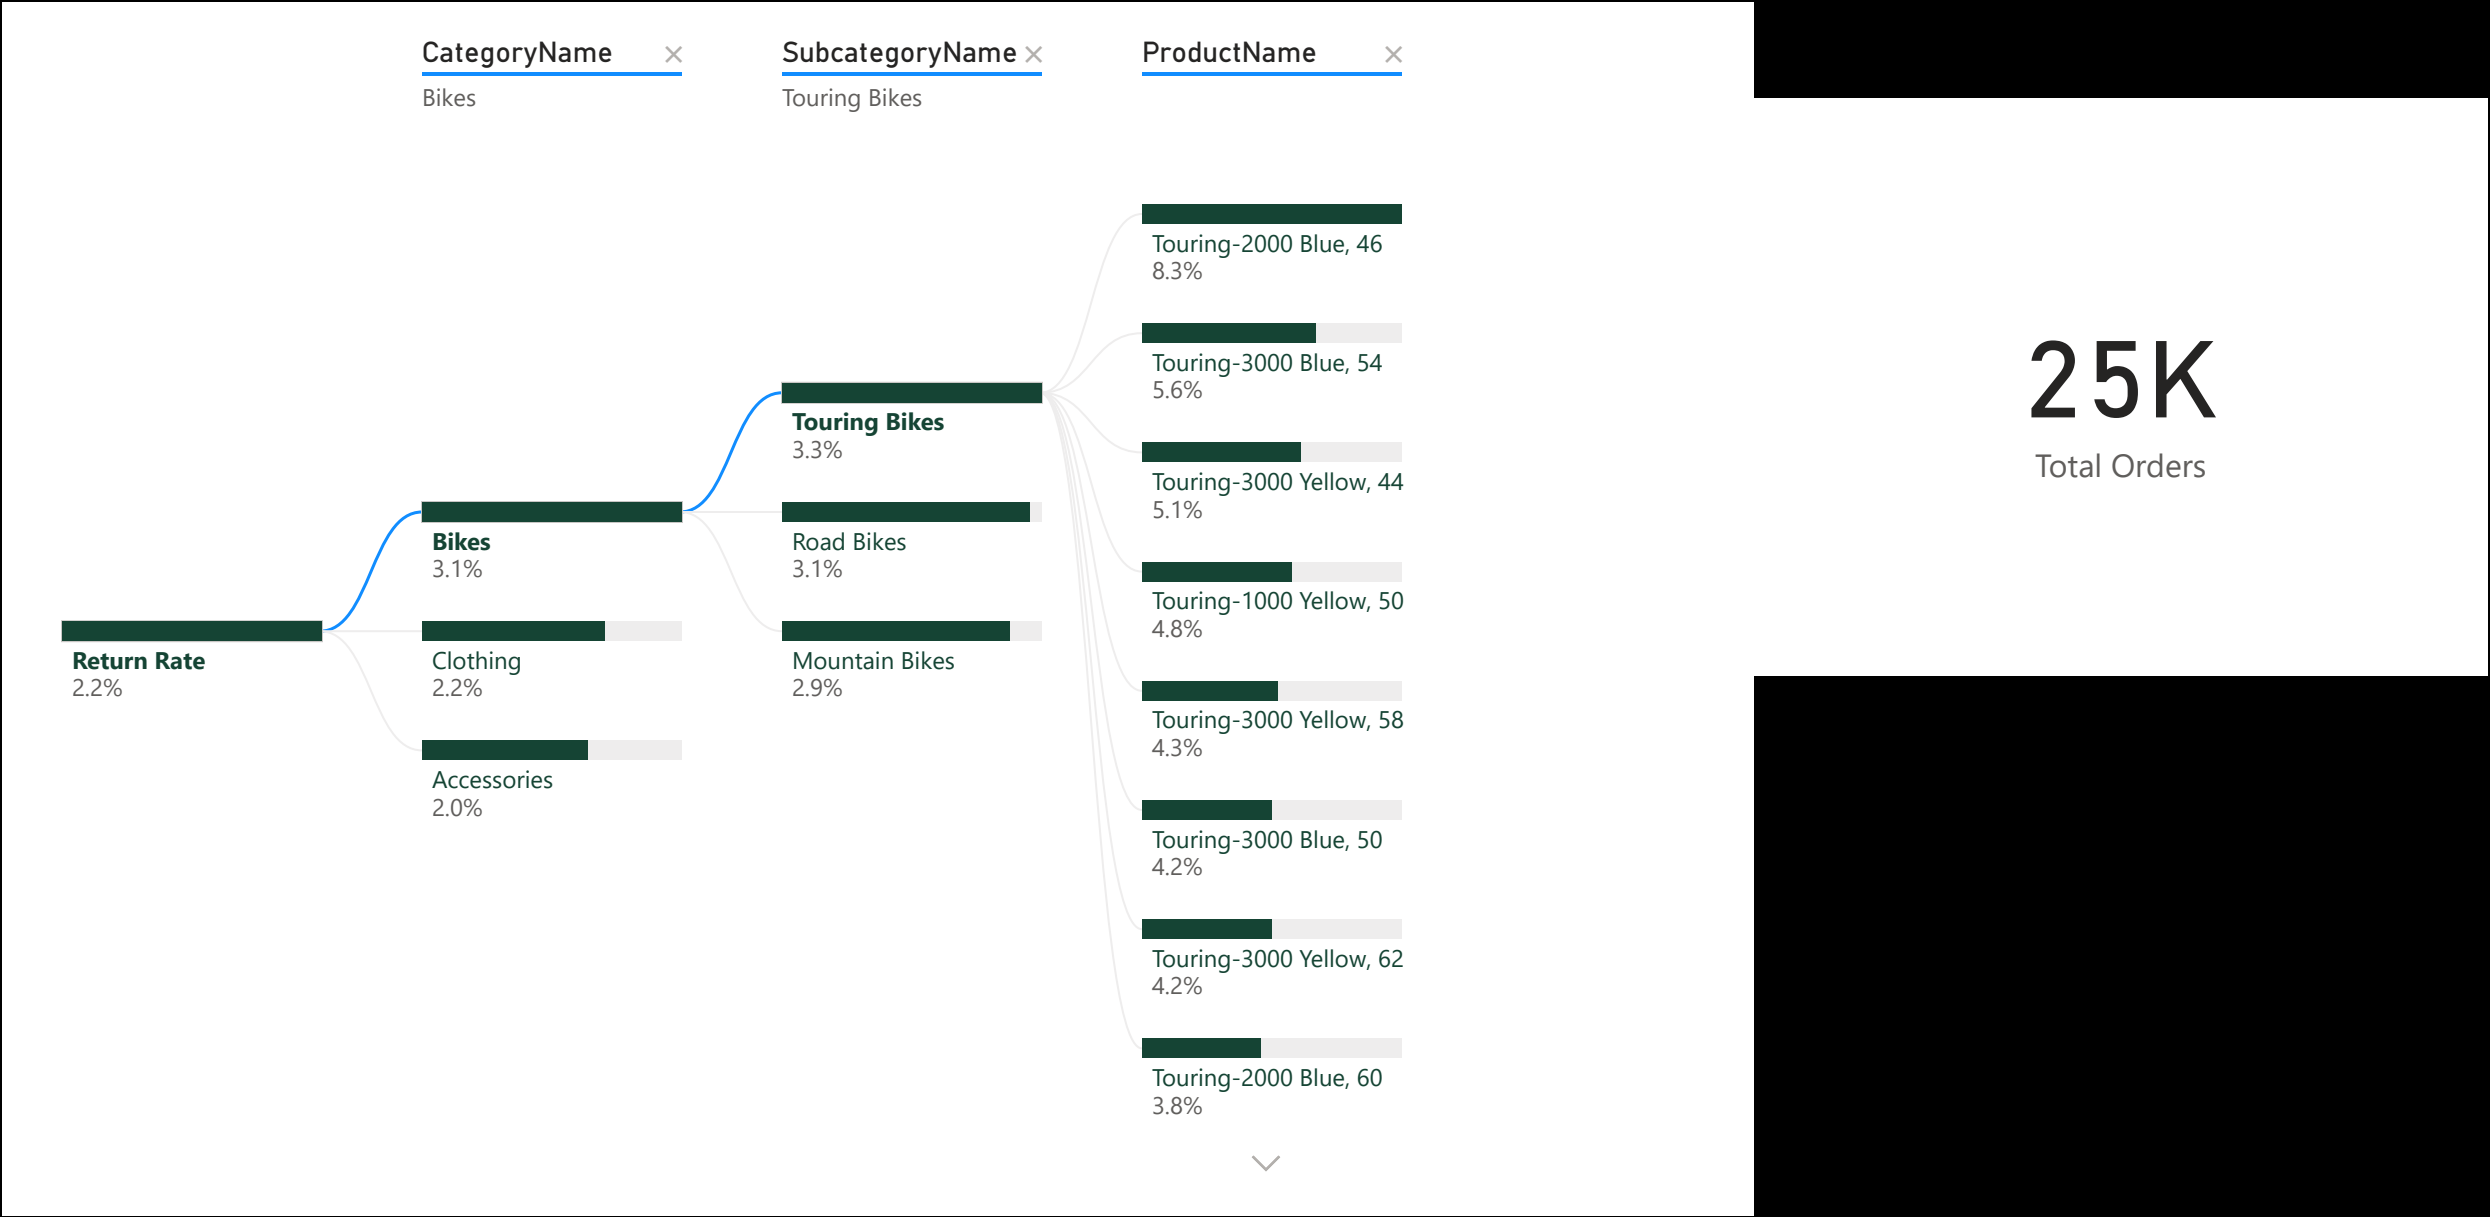 CategoryName
Bikes
SubcategoryName
Touring Bikes
ProductName
Return Rate
2.2%
Bikes
3.1%
Clothing
2.2%
Accessories
2.0%
Touring Bikes
3.3%
Road Bikes
3.1%
Mountain Bikes
2.9%
Touring-2000 Blue, 46
8.3%
Touring-3000 Blue, 54
5.6%
Touring-3000 Yellow, 44
5.1%
Touring-1000 Yellow, 50
4.8%
Touring-3000 Yellow, 58
4.3%
Touring-3000 Blue, 50
4.2%
Touring-3000 Yellow, 62
4.2%
Touring-2000 Blue, 60
3.8%
25K
Total Orders